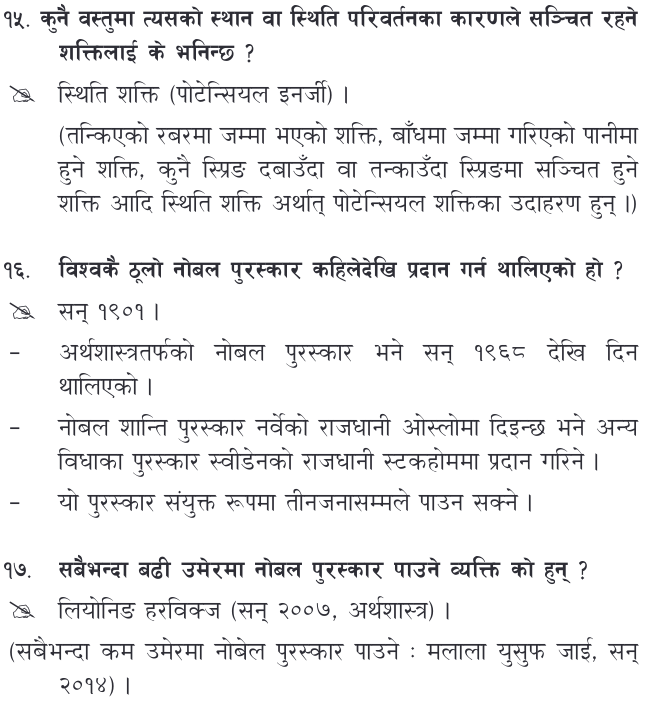 १५. कुनै वस्तुमा त्यसको स्थान वा स्थिति परिवर्तनका कारणले सञ्चित रहने
शक्तिलाई के भनिन्छ ?
स्थिति शक्ति (पोटेन्सियल इनर्जी) ।
(तन्किएको रबरमा जम्मा भएको शक्ति, बाँधमा जम्मा गरिएको पानीमा
हुने शक्ति, कुनै स्प्रिङ दबाउँदा वा तन्काउँदा स्प्रिङमा सञ्चित हुने
शक्ति आदि स्थिति शक्ति अर्थात् पोटेन्सियल शक्तिका उदाहरण हुन् ।)
१६. विश्वकै ठूलो नोबल पुरस्कार कहिलेदेखि प्रदान गर्न थालिएको हो ?
सन् १९०१ ।
– अर्थशास्त्रतर्फको नोबल पुरस्कार भने सन् १९६८ देखि दिन
थालिएको ।
– नोबल शान्ति पुरस्कार नर्वेको राजधानी ओस्लोमा दिइन्छ भने अन्य
विधाका पुरस्कार स्वीडेनको राजधानी स्टकहोममा प्रदान गरिने ।
– यो पुरस्कार संयुक्त रूपमा तीनजनासम्मले पाउन सक्ने ।
१७. सबैभन्दा बढी उमेरमा नोबल पुरस्कार पाउने व्यक्ति को हुन् ?
लियोनिङ हरविक्ज (सन् २००७, अर्थशास्त्र) ।
(सबैभन्दा कम उमेरमा नोबेल पुरस्कार पाउने : मलाला युसुफ जाई, सन्
२०१४) ।